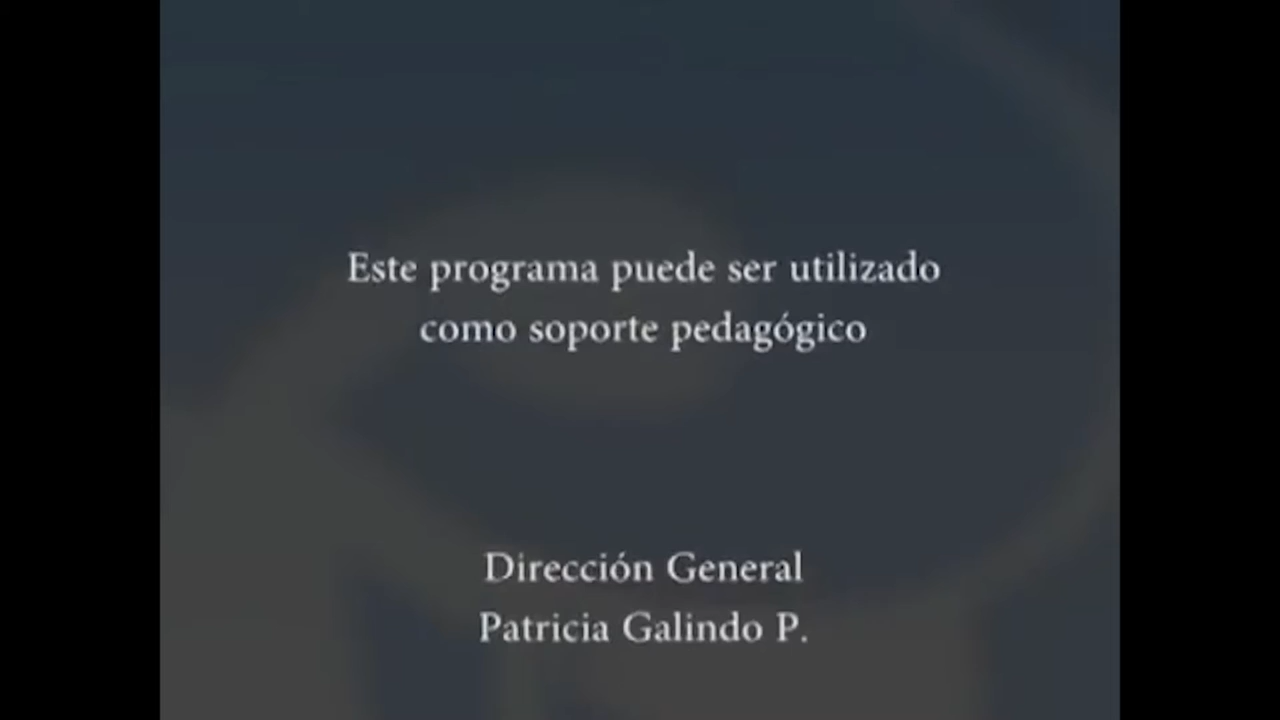 Este programa puede ser utilizado
como soporte pedagógico
Dirección General
Patricia Galindo P.